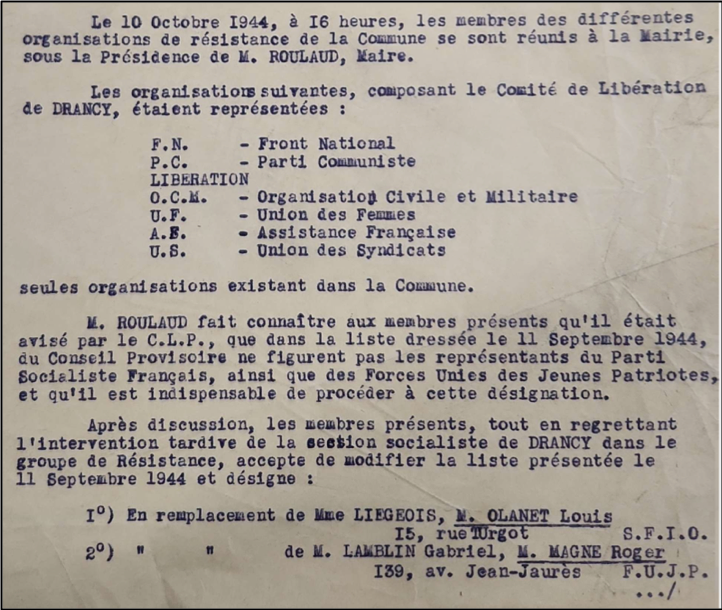 Le 10 Octobre I944, à I6 heures, les membres des différentes
organisations de résistance de la Commune se sont réunis à la Mairie,
sous la Présidence de M. ROULAUD, Maire.
Les organisations suivantes, composant le Comité de Libération
de DRANCY, étaient représentées :
F.N. - Front National
P.C. - Parti Communiste
LIBERATION
O.C.M. - Organisation Civile et Militaire
U.F. - Union des Femmes
A.F. - Assistance Française
U.S. - Union des Syndicats
seules organisations existant dans la Commune.
M. ROULAUD fait connaître aux membres présents qu'il était
avisé par le C.L.P., que dans la liste dressée le 11 Septembre 1944,
du Conseil Provisoire ne figurent pas les représentants du Parti
Socialiste Français, ainsi que des Forces Unies des Jeunes Patriotes,
et qu'il est indispensable de procéder à cette désignation.
Après discussion, les membres présents, tout en regrettant
l'intervention tardive de la section socialiste de DRANCY dans le
groupe de Résistance, accepte de modifier la liste présentée le
11 Septembre 1944 et désigne :
I°) En remplacement de Mme LIEGEOIS, M. OLANET Louis
I5, rue Turgot S.F.I.O.
2°) " " de M. LAMBLIN Gabriel, M. MAGNE Roger
I39, av. Jean-Jaurès F.U.J.P.
.../